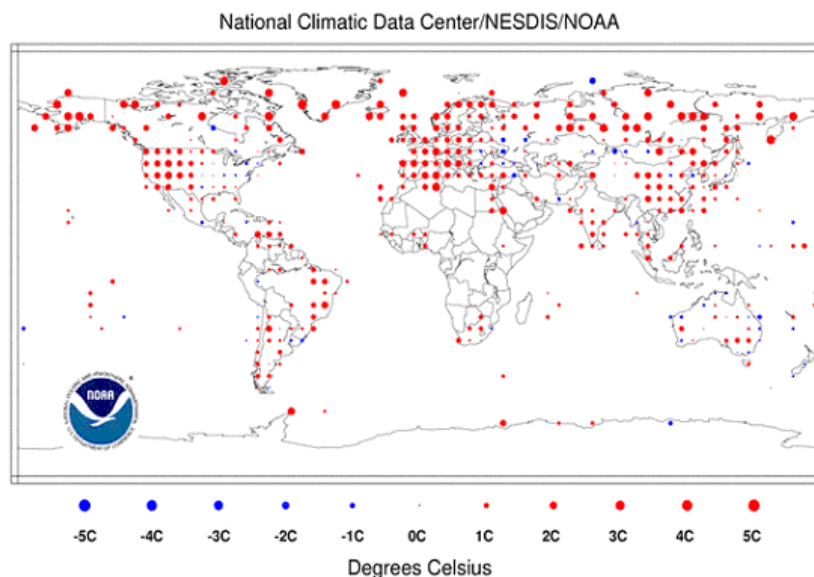 National Climatic Data Center/NESDIS/NOAA
NOAA
-5C -4C -3C -2C -1C 0C 1C 2C 3C 4C 5C
Degrees Celsius